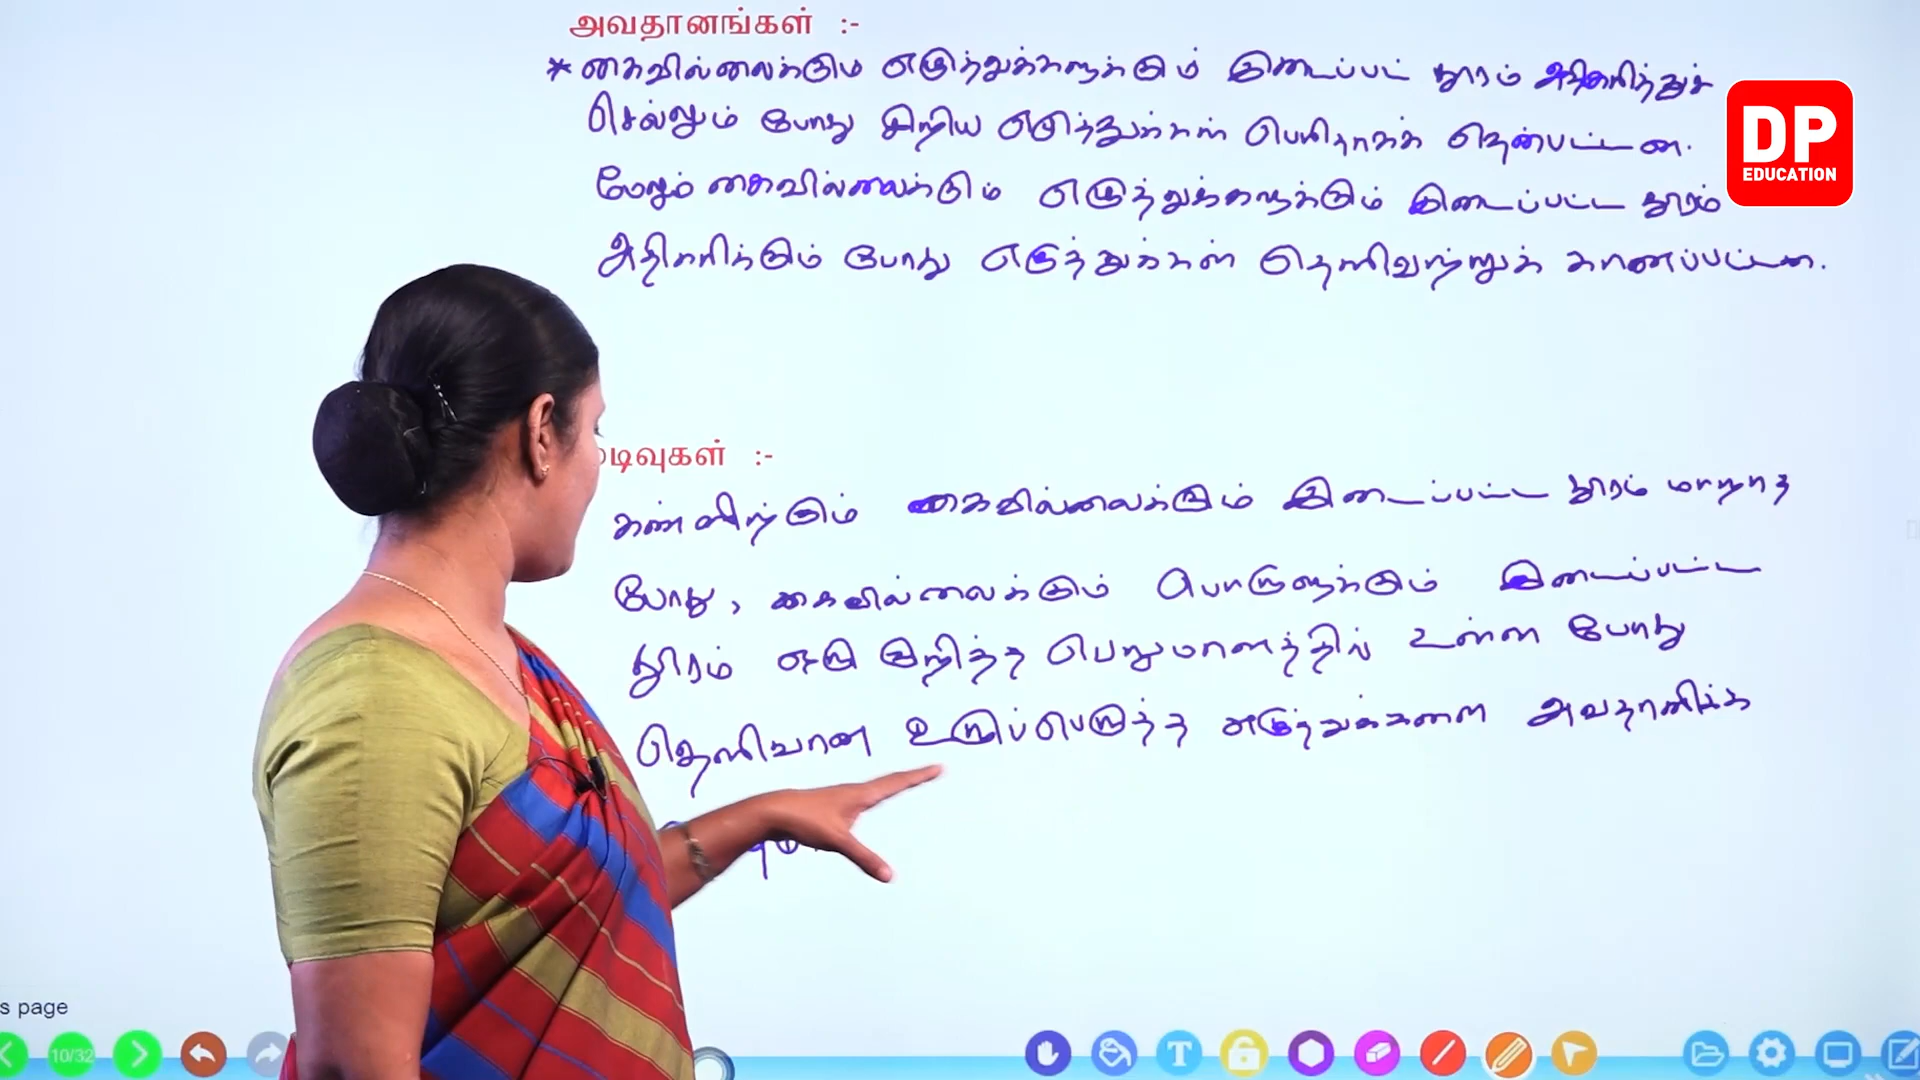 அவதானங்கள் :-
* கைவில்லைக்கும் எழுத்துக்களுக்கும் இடைப்பட் தூரம் அதிகரித்துச்
செல்லும் போது சிறிய எழுத்துக்கள் பெரிதாகக் தென்பட்டன.
மேலும் கைவில்லைக்கும் எழுத்துக்களுக்கும் இடைப்பட்ட தூரம்
அதிகரிக்கும் போது எழுத்துக்கள் தெளிவற்றுக் காணப்பட்டன.
டிவுகள் :-
கண்ணிற்கும் கைவில்லைக்கும் இடைப்பட்ட தூரம் மாறாத
போது, கைவில்லைக்கும் பொருளுக்கும் இடைப்பட்ட
தூரம் ஒரு குறித்த பெறுமானத்தில் உள்ள போது
தெளிவான உருப்பெருத்த எழுத்துக்களை அவதானிக்க
DP
EDUCATION
s page
10/32
T